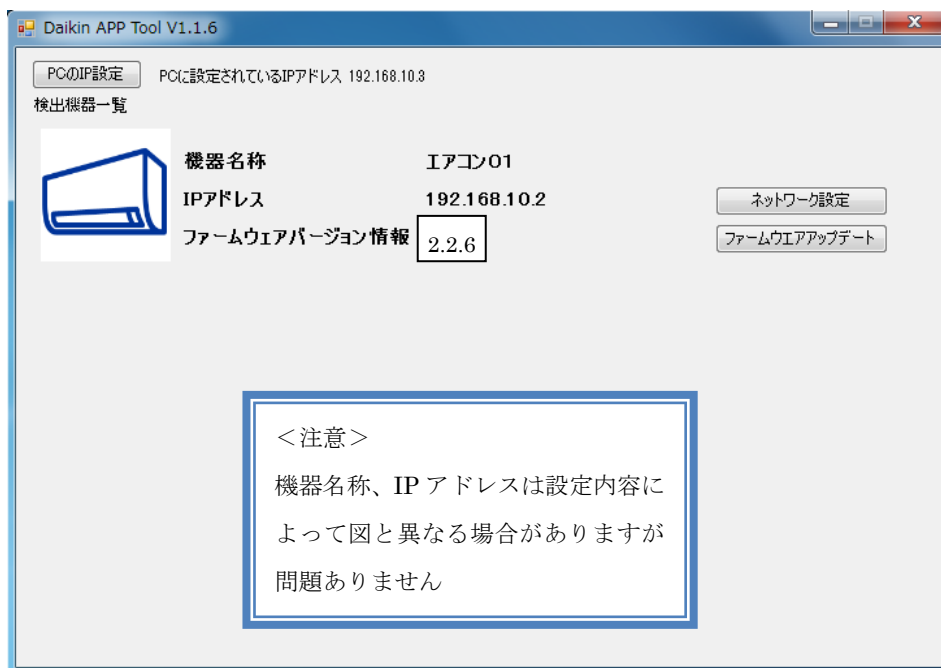 Daikin APP Tool V1.1.6
PCのIP設定 PCに設定されているIPアドレス 192.168.10.3
検出機器一覧
機器名称 エアコン01
IPアドレス 192.168.10.2 ネットワーク設定
ファームウェアバージョン情報 2.2.6 ファームウエアアップデート
＜注意＞
機器名称、IP アドレスは設定内容に
よって図と異なる場合がありますが
問題ありません